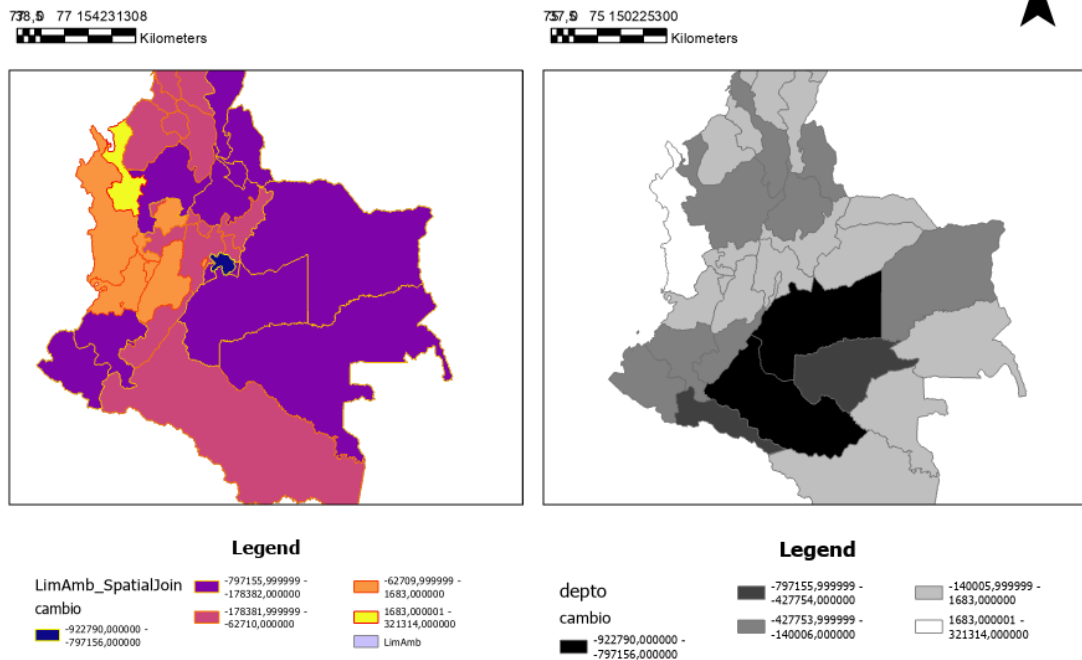 Kilometers
Kilometers
Legend
LimAmb_SpatialJoin
cambio
-922790,000000 -
-797156,000000
-797155,999999 -
-178382,000000
-178381,999999 -
-62710,000000
-62709,999999 -
1683,000000
1683,000001 -
321314,000000
LimAmb
Legend
depto
cambio
-922790,000000 -
-797156,000000
-797155,999999 -
-427754,000000
-427753,999999 -
-140006,000000
-140005,999999 -
1683,000000
1683,000001 -
321314,000000